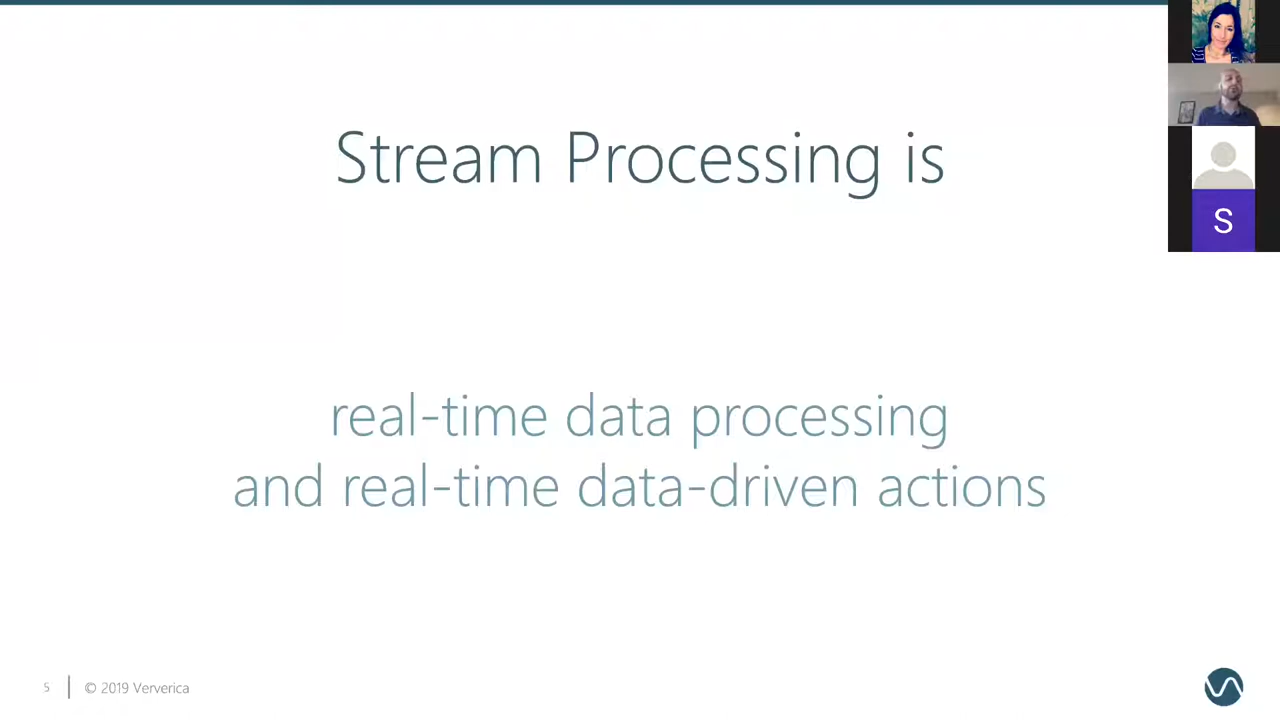 Stream Processing is
real-time data processing
and real-time data-driven actions
S
5
© 2019 Ververica